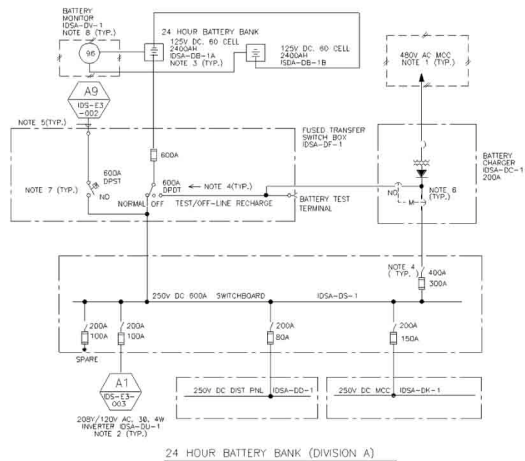 BATTERY
MONITOR
IDSA-DV-1
NOTE 8 (TYP.)
96
24 HOUR BATTERY BANK
125V DC, 60 CELL
2400AH
IDSA-DB-1A
NOTE 3 (TYP.)
125V DC, 60 CELL
2400AH
ISDA-DB-1B
480V AC MCC
NOTE 1 (TYP.)
A9
IDS-E3
-002
NOTE 5(TYP.)
FUSED TRANSFER
SWITCH BOX
IDSA-DF-1
BATTERY
CHARGER
IDSA-DC-1
200A
600A
600A
DPST
NOTE 7 (TYP.)
NO
600A
DPDT
NOTE 4(TYP.)
NORMAL
OFF
TEST/OFF-LINE RECHARGE
BATTERY TEST
TERMINAL
NO
M
NOTE 6
(TYP.)
NOTE 4
( TYP.)
400A
300A
250V DC 600A SWITCHBOARD
IDSA-DS-1
200A
100A
200A
100A
200A
80A
200A
150A
SPARE
A1
IDS-E3-
003
250V DC DIST PNL
IDSA-DD-1
250V DC MCC
IDSA-DK-1
208Y/120V AC, 30, 4W
INVERTER IDSA-DU-1
NOTE 2 (TYP.)
24 HOUR BATTERY BANK (DIVISION A)